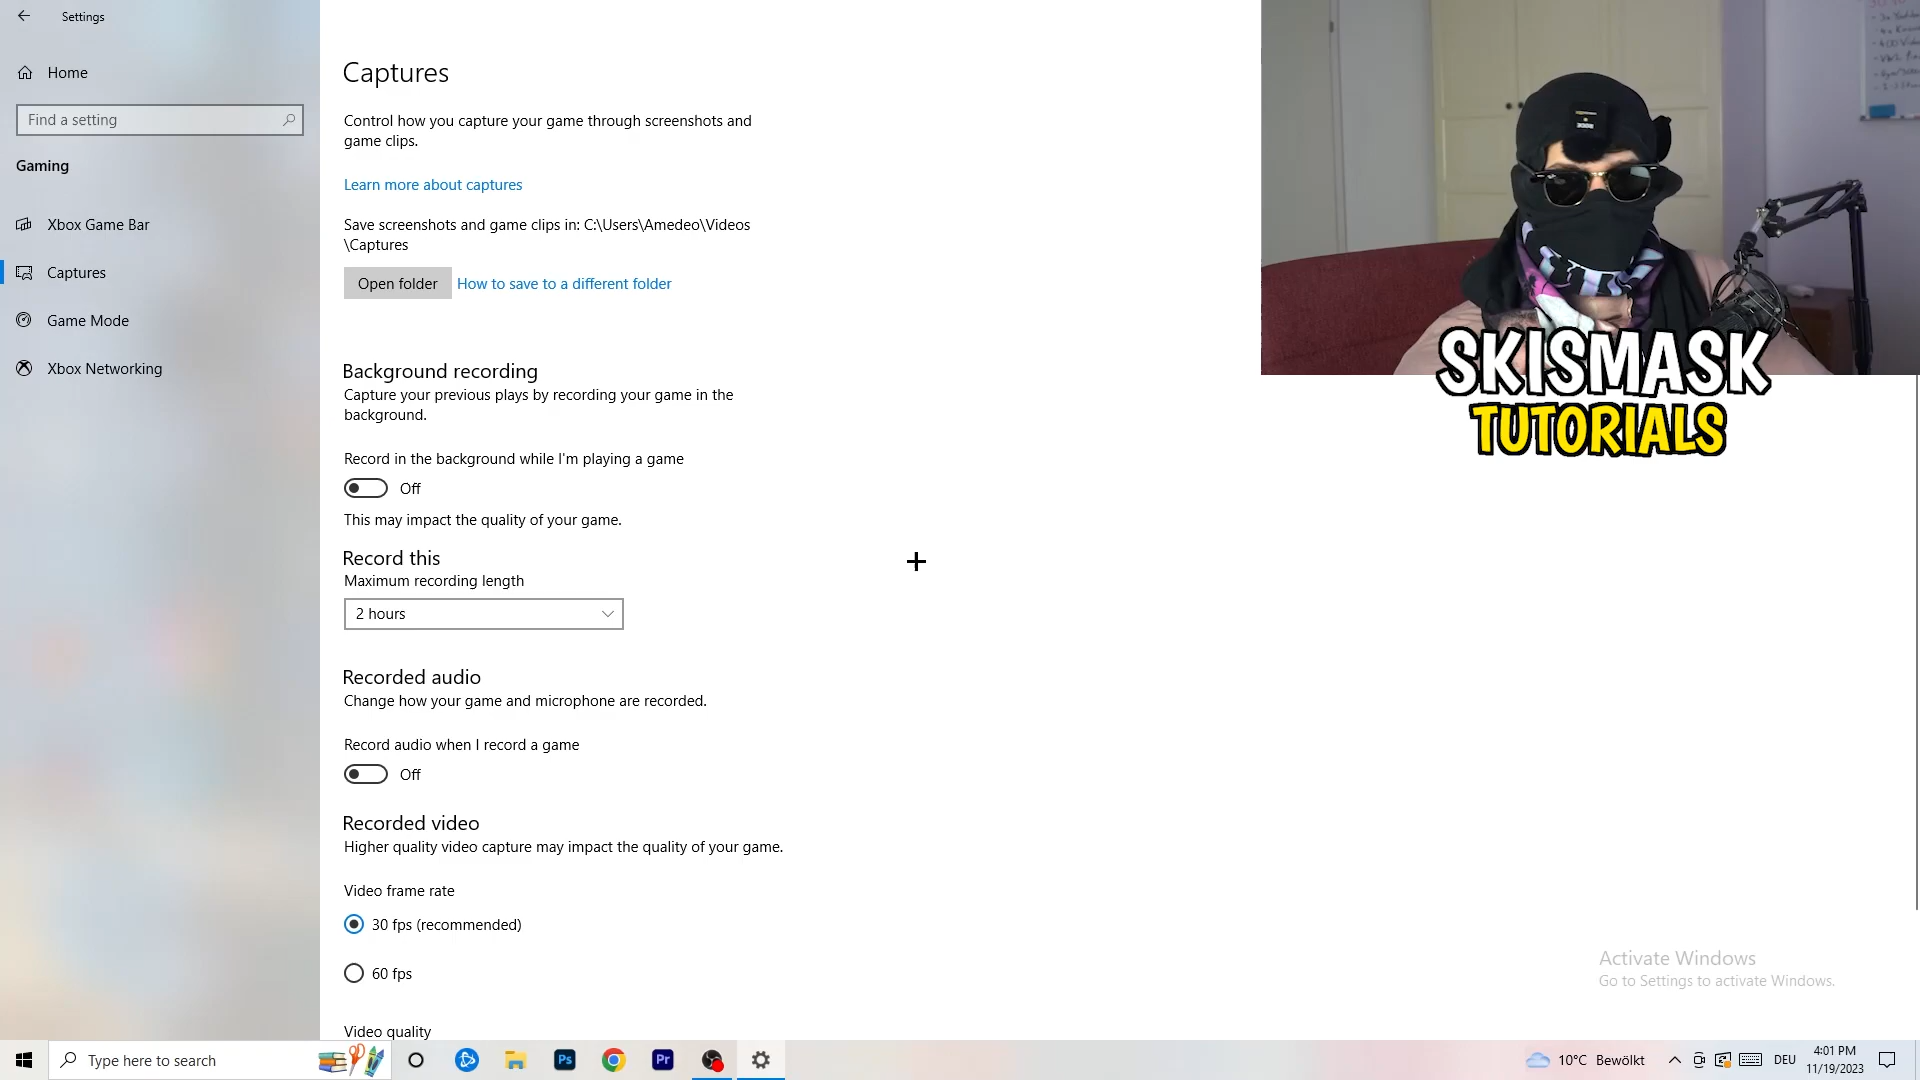 Settings
Home
Find a setting
Gaming
Xbox Game Bar
Captures
Game Mode
Xbox Networking
Captures
Control how you capture your game through screenshots and
game clips.
Learn more about captures
Save screenshots and game clips in: C:\Users\Amedeo\Videos
\Captures
Open folder
How to save to a different folder
Background recording
Capture your previous plays by recording your game in the
background.
Record in the background while I'm playing a game
Off
This may impact the quality of your game.
Record this
Maximum recording length
2 hours
Recorded audio
Change how your game and microphone are recorded.
Record audio when I record a game
Off
Recorded video
Higher quality video capture may impact the quality of your game.
Video frame rate
30 fps (recommended)
60 fps
Video quality
SKISMASK
TUTORIALS
Activate Windows
Go to Settings to activate Windows.
Type here to search
Ps
Pr
10°C Bewölkt
DEU
4:01 PM
11/19/2023